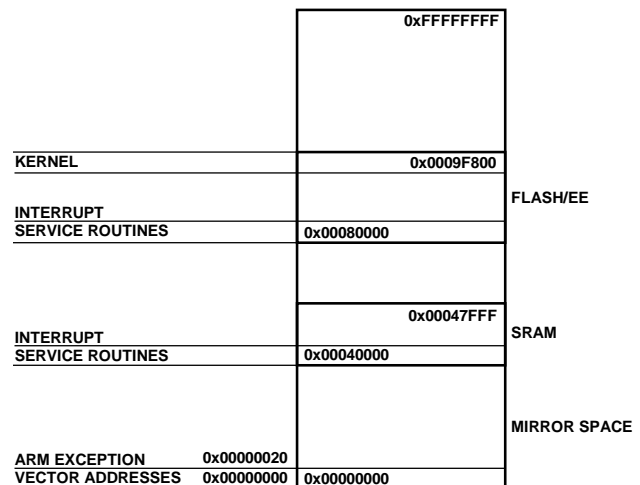 0xFFFFFFFF
KERNEL 0x0009F800
FLASH/EE
INTERRUPT
SERVICE ROUTINES 0x00080000
0x00047FFF
SRAM
INTERRUPT
SERVICE ROUTINES 0x00040000
MIRROR SPACE
ARM EXCEPTION 0x00000020
VECTOR ADDRESSES 0x00000000 0x00000000